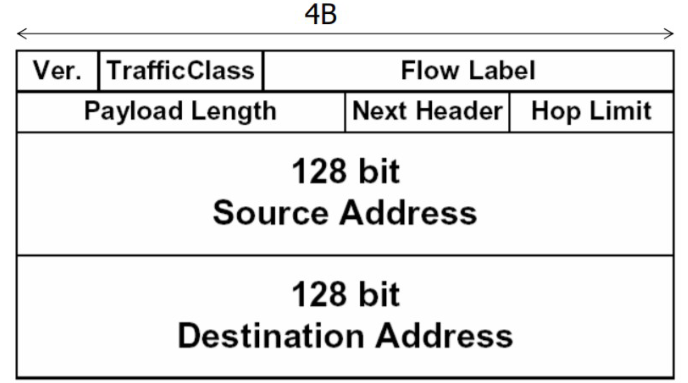 4B
Ver. TrafficClass Flow Label
Payload Length Next Header Hop Limit
128 bit
Source Address
128 bit
Destination Address